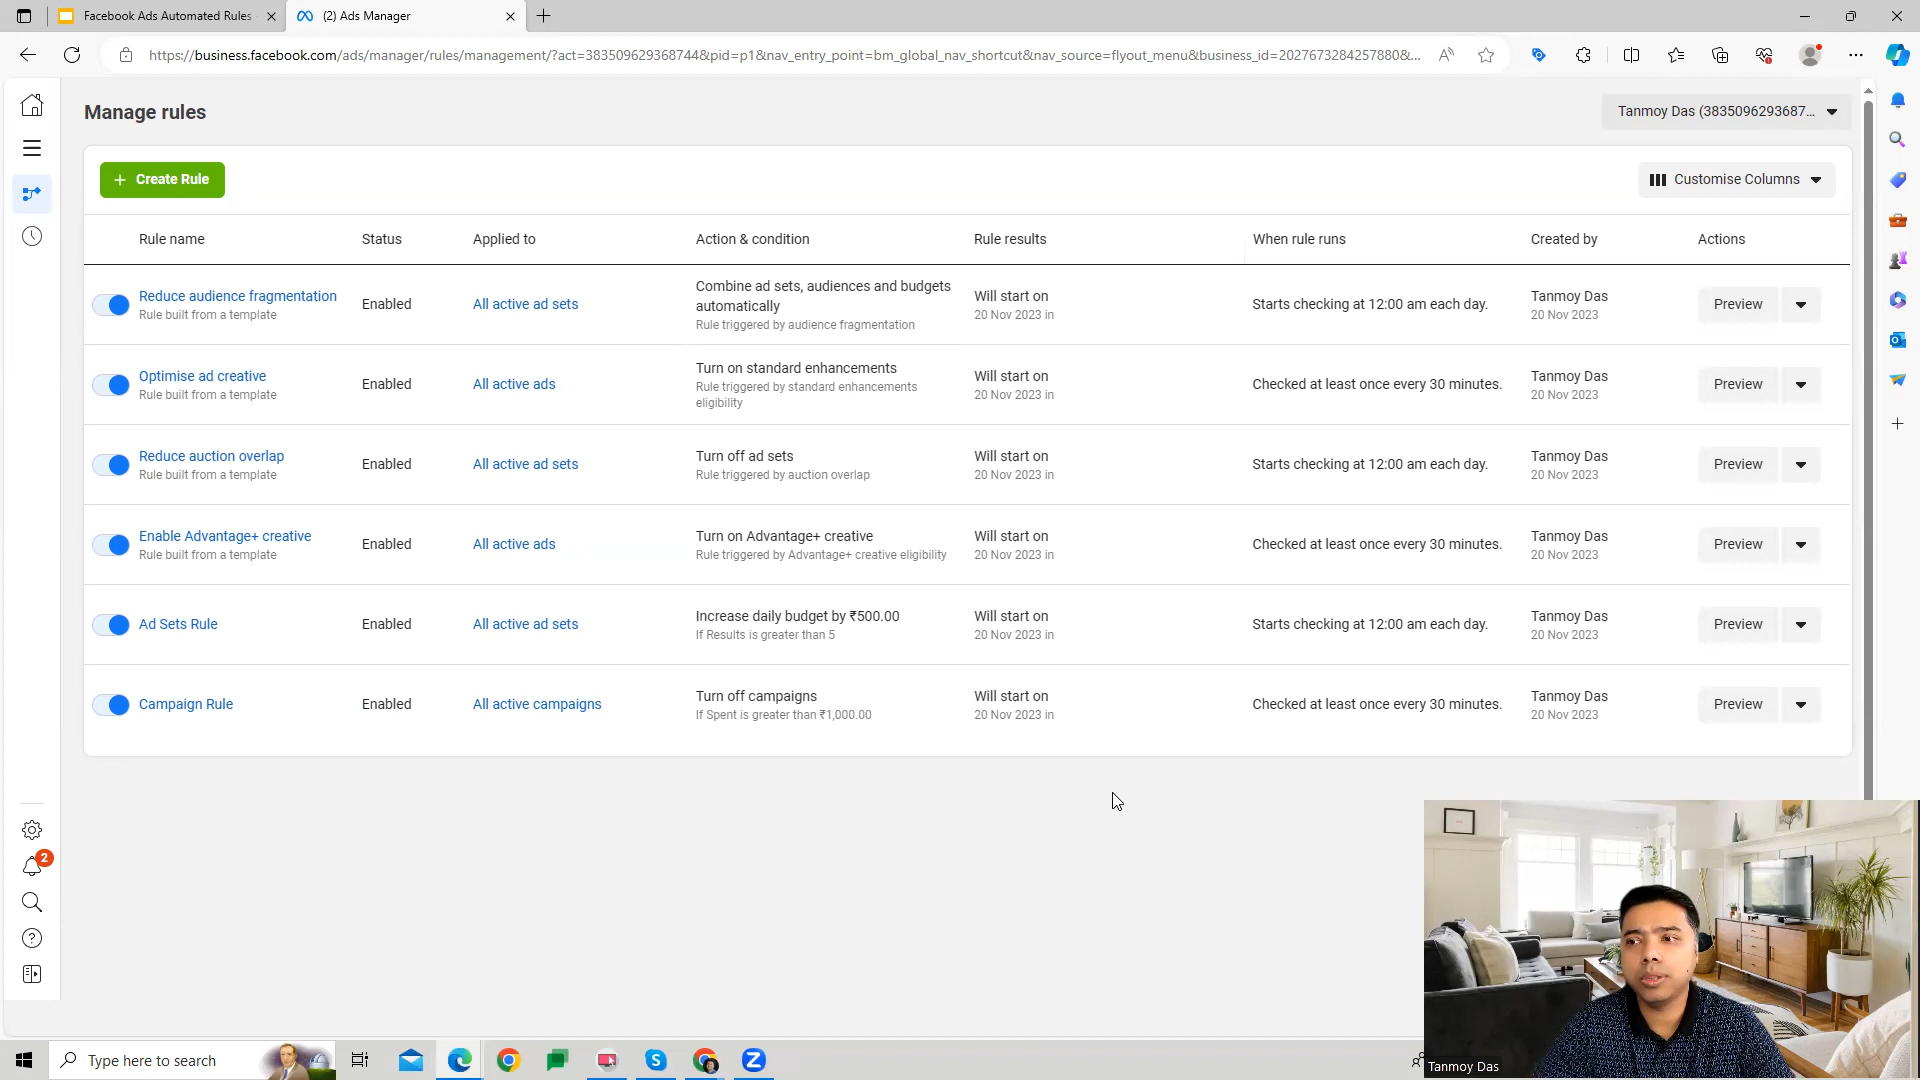 Facebook Ads Automated Rules
(2) Ads Manager
https://business.facebook.com/ads/manager/rules/management/?act=383509629368744&pid=p1&nav_entry_point=bm_global_nav_shortcut&nav_source=flyout_menu&business_id=2027673284257880&...
Manage rules
Tanmoy Das (3835096293687...
+ Create Rule
Customise Columns
Rule name Status Applied to Action & condition Rule results When rule runs Created by Actions
Reduce audience fragmentation
Rule built from a template
Enabled
All active ad sets
Combine ad sets, audiences and budgets
automatically
Rule triggered by audience fragmentation
Will start on
20 Nov 2023 in
Starts checking at 12:00 am each day.
Tanmoy Das
20 Nov 2023
Preview
Optimise ad creative
Rule built from a template
Enabled
All active ads
Turn on standard enhancements
Rule triggered by standard enhancements
eligibility
Will start on
20 Nov 2023 in
Checked at least once every 30 minutes.
Tanmoy Das
20 Nov 2023
Preview
Reduce auction overlap
Rule built from a template
Enabled
All active ad sets
Turn off ad sets
Rule triggered by auction overlap
Will start on
20 Nov 2023 in
Starts checking at 12:00 am each day.
Tanmoy Das
20 Nov 2023
Preview
Enable Advantage+ creative
Rule built from a template
Enabled
All active ads
Turn on Advantage+ creative
Rule triggered by Advantage+ creative eligibility
Will start on
20 Nov 2023 in
Checked at least once every 30 minutes.
Tanmoy Das
20 Nov 2023
Preview
Ad Sets Rule
Enabled
All active ad sets
Increase daily budget by ₹500.00
If Results is greater than 5
Will start on
20 Nov 2023 in
Starts checking at 12:00 am each day.
Tanmoy Das
20 Nov 2023
Preview
Campaign Rule
Enabled
All active campaigns
Turn off campaigns
If Spent is greater than ₹1,000.00
Will start on
20 Nov 2023 in
Checked at least once every 30 minutes.
Tanmoy Das
20 Nov 2023
Preview
2
Type here to search
Tanmoy Das